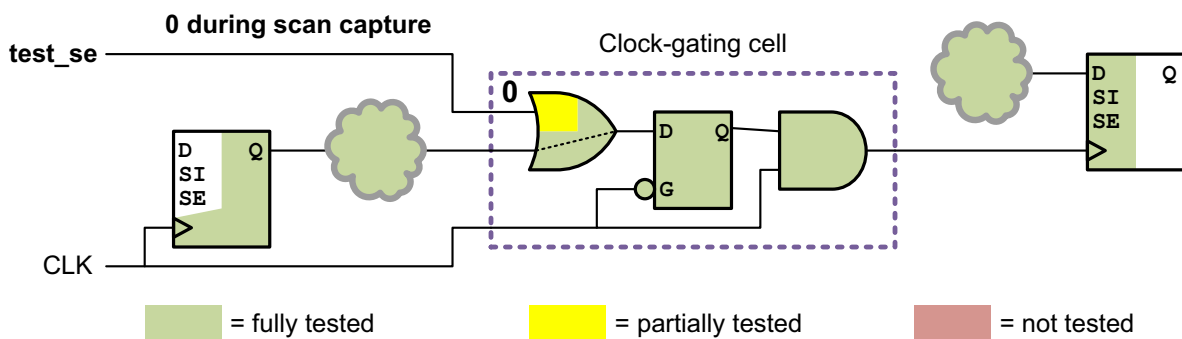 0 during scan capture
test_se
Clock-gating cell
0
D Q
SI
SE
D Q
G
D Q
SI
SE
CLK
= fully tested
= partially tested
= not tested